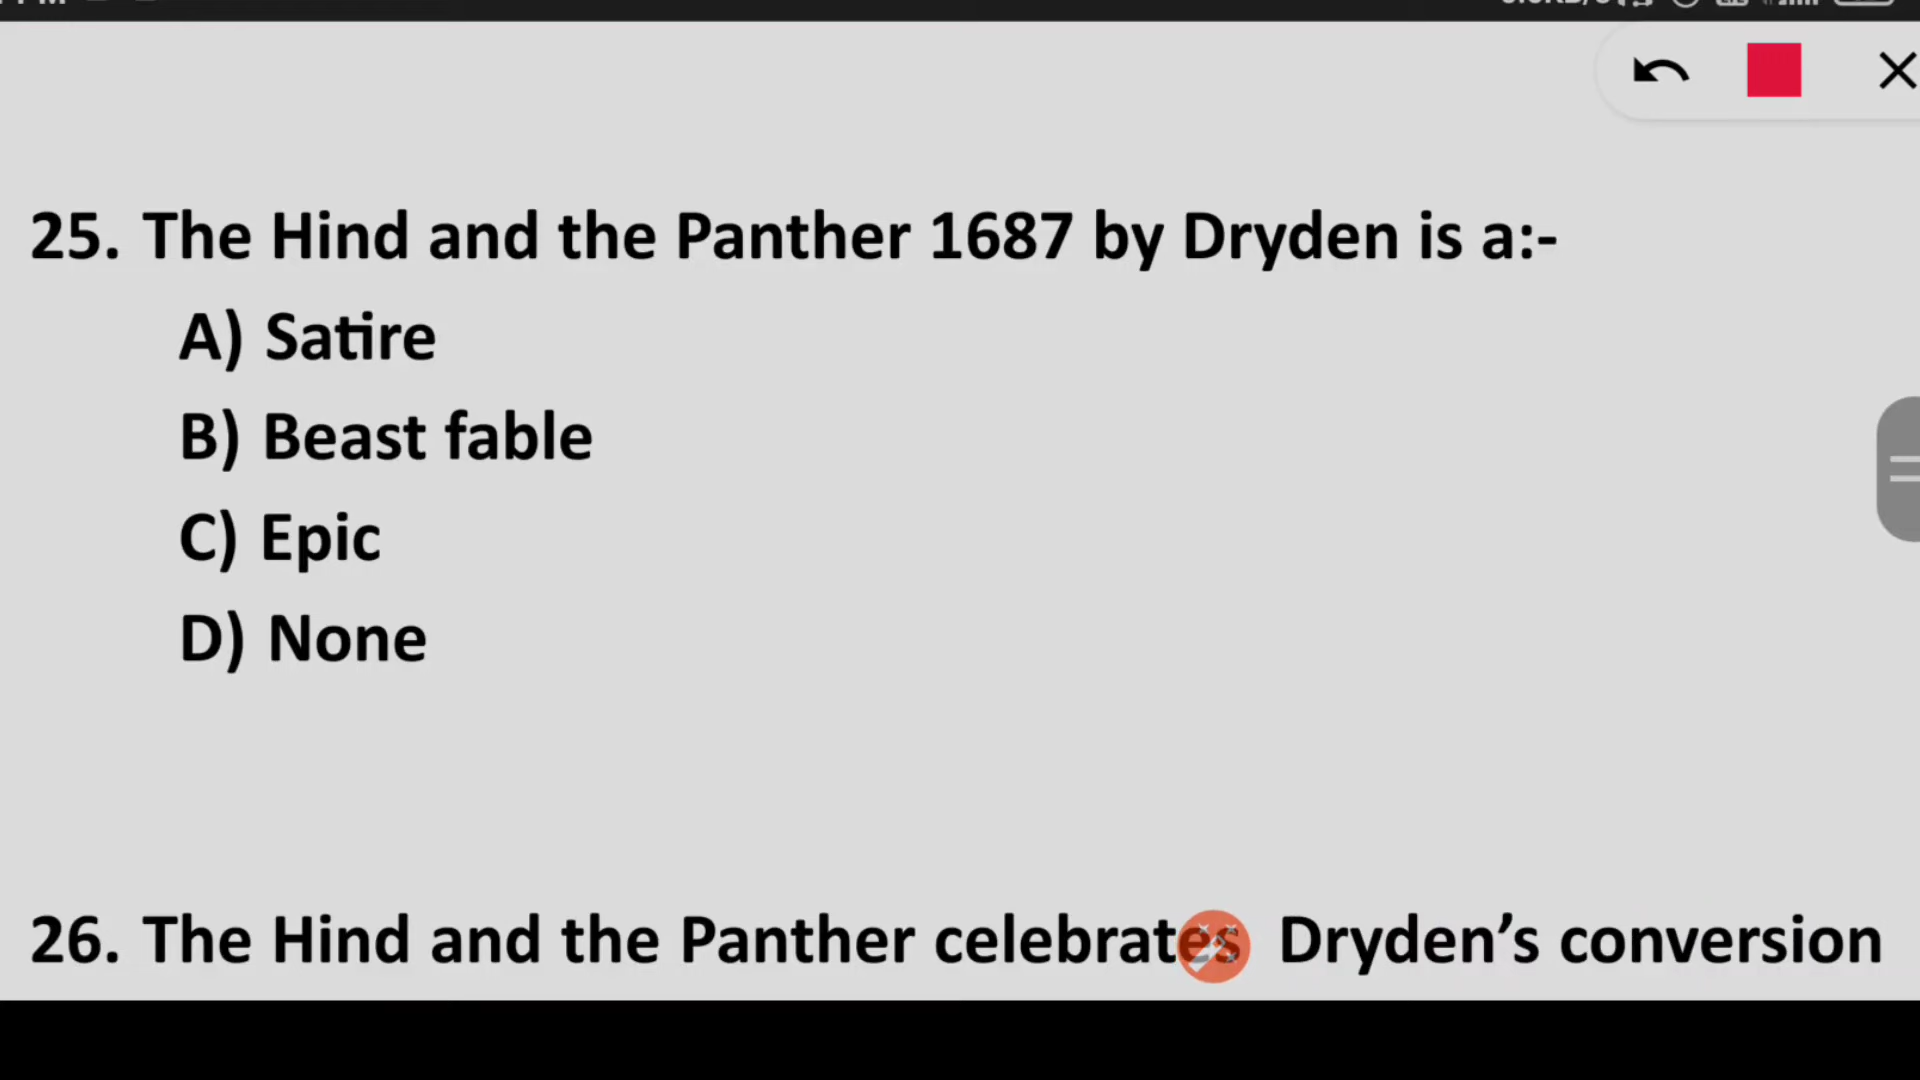 25. The Hind and the Panther 1687 by Dryden is a:-
A) Satire
B) Beast fable
C) Epic
D) None
26. The Hind and the Panther celebrates Dryden’s conversion